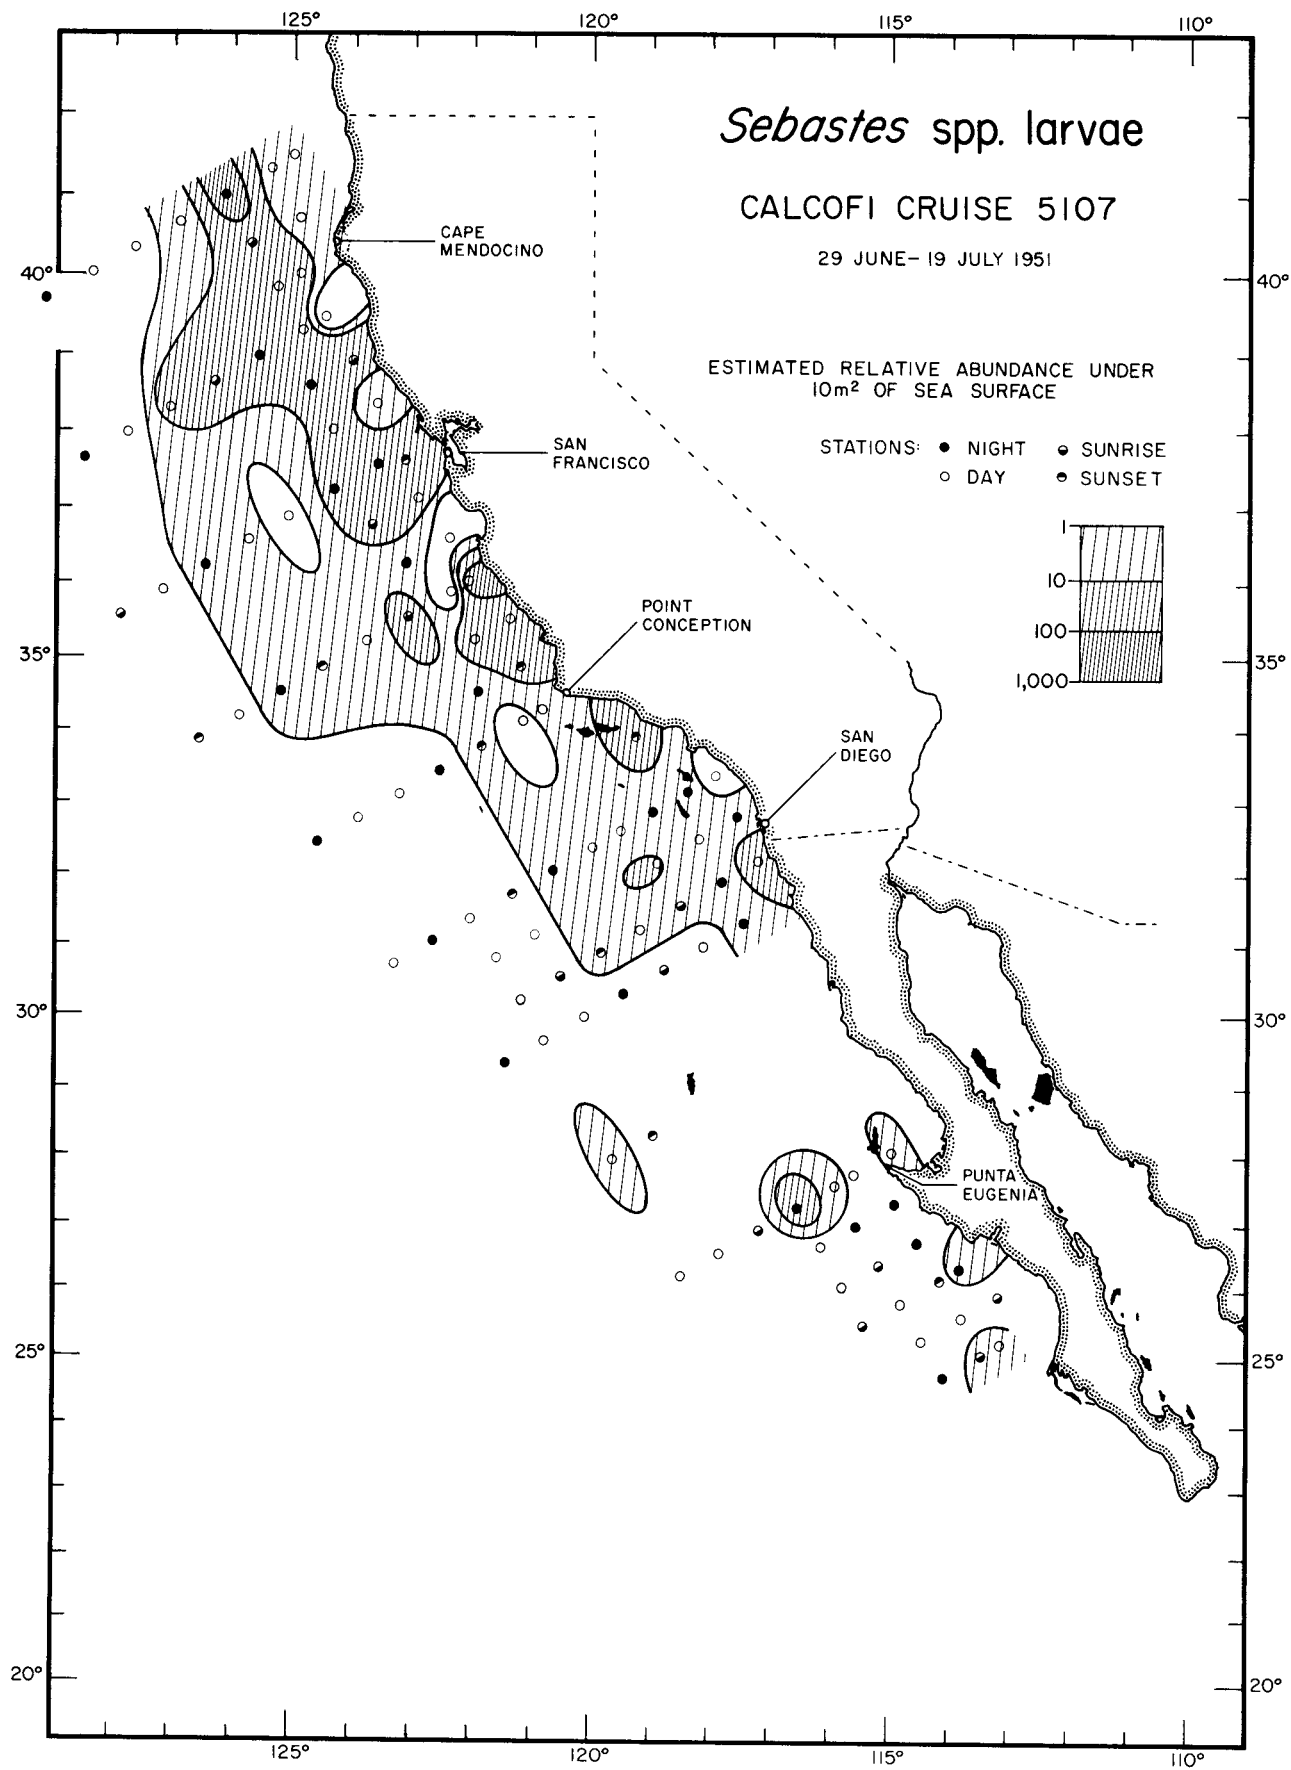 125°
120°
115°
110°
Sebastes spp. larvae
CALCOFI CRUISE 5107
29 JUNE–19 JULY 1951
CAPE
MENDOCINO
40°
40°
ESTIMATED RELATIVE ABUNDANCE UNDER
10m² OF SEA SURFACE
STATIONS: NIGHT SUNRISE
DAY SUNSET
SAN
FRANCISCO
1
10
100
1,000
POINT
CONCEPTION
35°
35°
SAN
DIEGO
30°
30°
PUNTA
EUGENIA
25°
25°
20°
20°
125°
120°
115°
110°